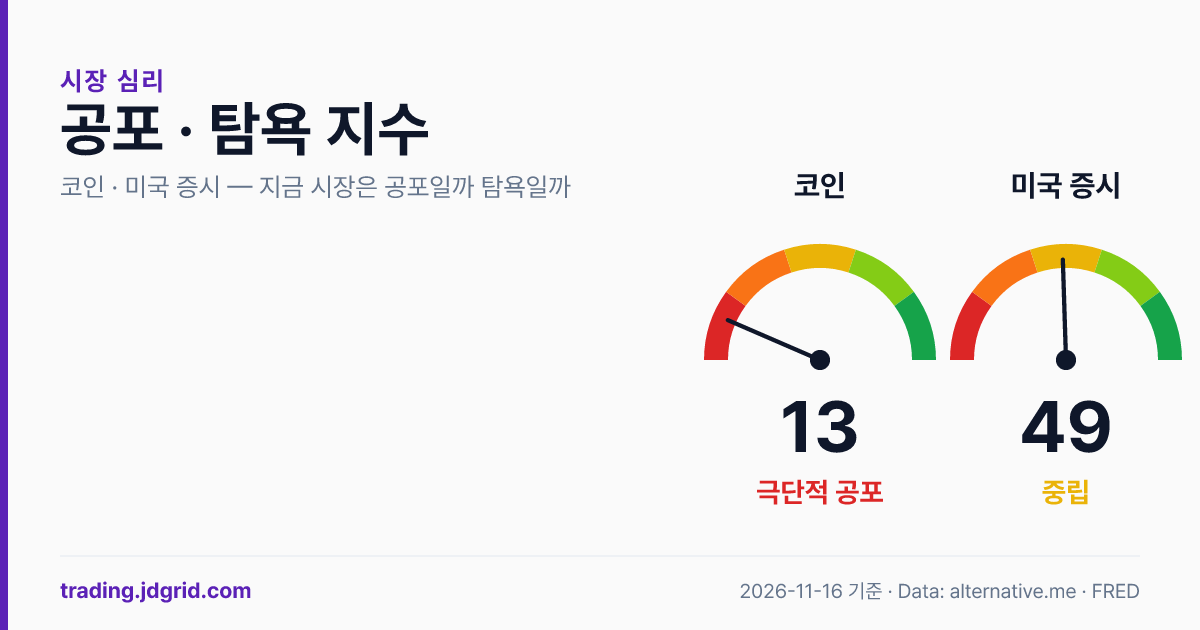 시장 심리
공포 · 탐욕 지수
코인 · 미국 증시 — 지금 시장은 공포일까 탐욕일까
코인
미국 증시
13
49
극단적 공포
중립
trading.jdgrid.com
2026-11-16 기준 · Data: alternative.me · FRED